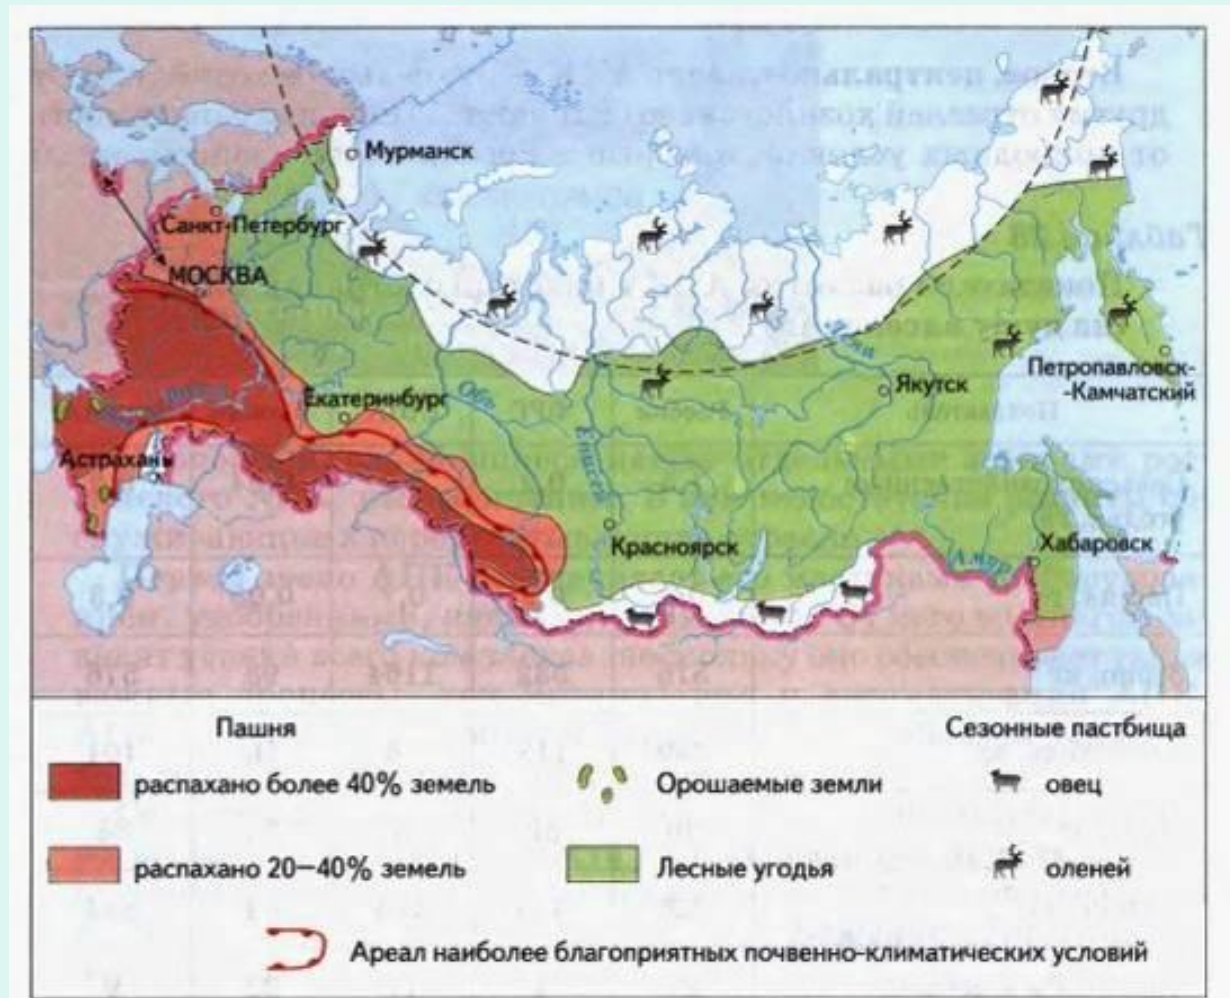 Мурманск
Санкт-Петербург
МОСКВА
Лена
Якутск
Петропавловск-
-Камчатский
Екатеринбург
Обь
Енисей
Астрахань
Красноярск
Амур
Хабаровск
Пашня
Сезонные пастбища
распахано более 40% земель
Орошаемые земли
овец
распахано 20–40% земель
Лесные угодья
оленей
Ареал наиболее благоприятных почвенно-климатических условий